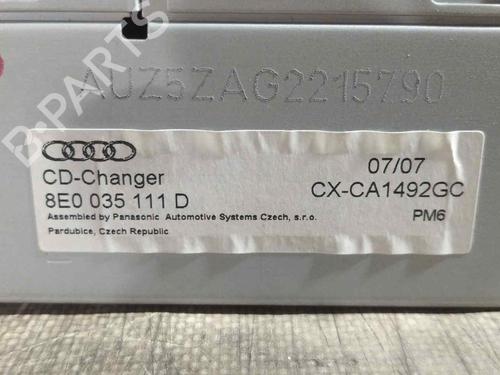 B-PARTS
AUZ5ZAG2215790
07/07
CD-Changer CX-CA1492GC
8E0 035 111 D PM6
Assembled by Panasonic Automotive Systems Czech, s.r.o.
Pardubice, Czech Republic